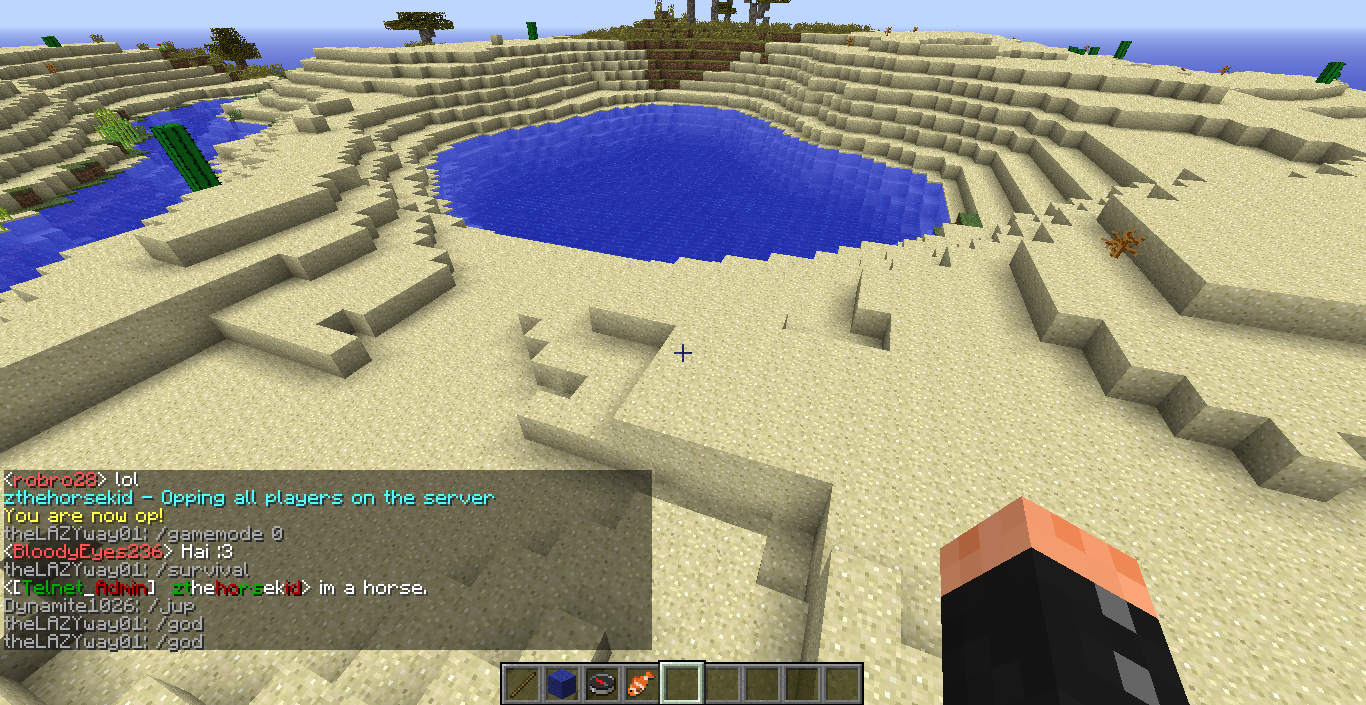 <robro28> lol
zthehorsekid - Opping all players on the server
You are now op!
theLAZYway01: /gamemode 0
<BloodyEyes236> Hai :3
theLAZYway01: /survival
<[Telnet_Admin] zthehorsekid> im a horse.
Dynamite1026: /jup
theLAZYway01: /god
theLAZYway01: /god